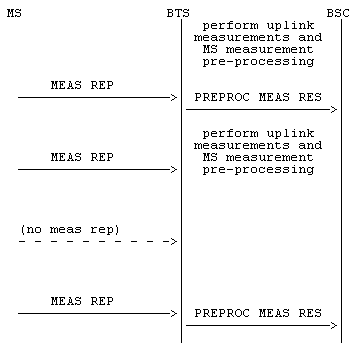 MS BTS BSC
perform uplink
measurements and
MS measurement
pre-processing
MEAS REP
PREPROC MEAS RES
perform uplink
measurements and
MS measurement
pre-processing
MEAS REP
(no meas rep)
MEAS REP
PREPROC MEAS RES